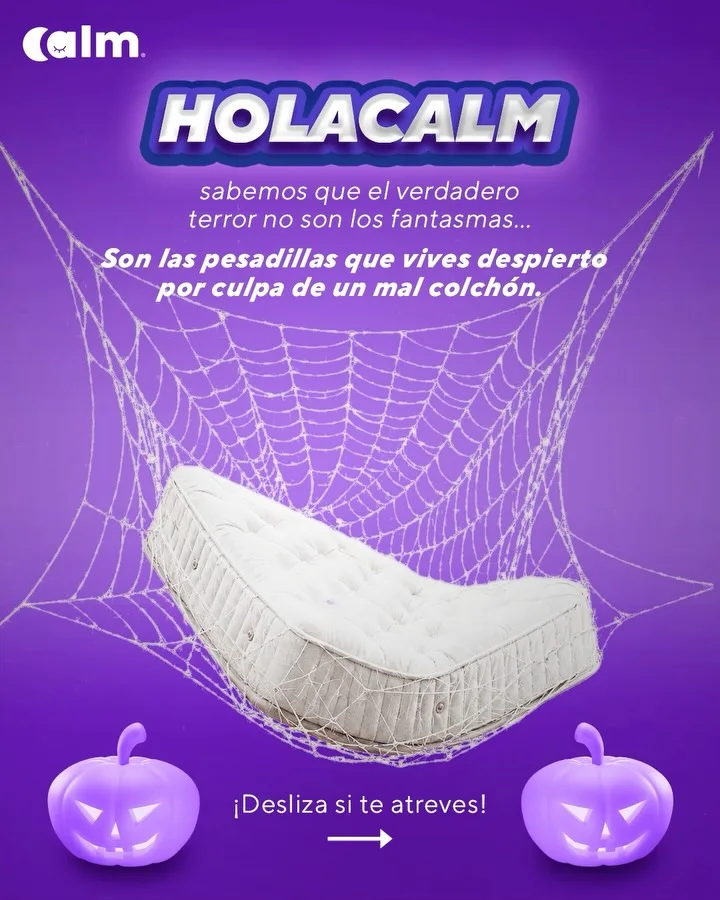 Calm.
HOLACALM
sabemos que el verdadero
terror no son los fantasmas...
Son las pesadillas que vives despierto
por culpa de un mal colchón.
¡Desliza si te atreves!